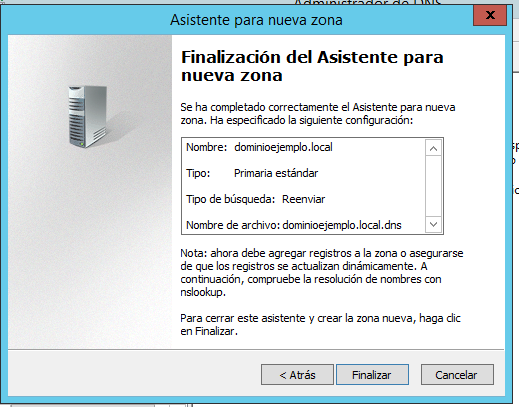 Administrador de DNS
Asistente para nueva zona
x
Finalización del Asistente para
nueva zona
Se ha completado correctamente el Asistente para nueva
zona. Ha especificado la siguiente configuración:
Nombre: dominioejemplo.local
Tipo: Primaria estándar
Tipo de búsqueda: Reenviar
Nombre de archivo: dominioejemplo.local.dns
Nota: ahora debe agregar registros a la zona o asegurarse
de que los registros se actualizan dinámicamente. A
continuación, compruebe la resolución de nombres con
nslookup.
Para cerrar este asistente y crear la zona nueva, haga clic
en Finalizar.
< Atrás
Finalizar
Cancelar